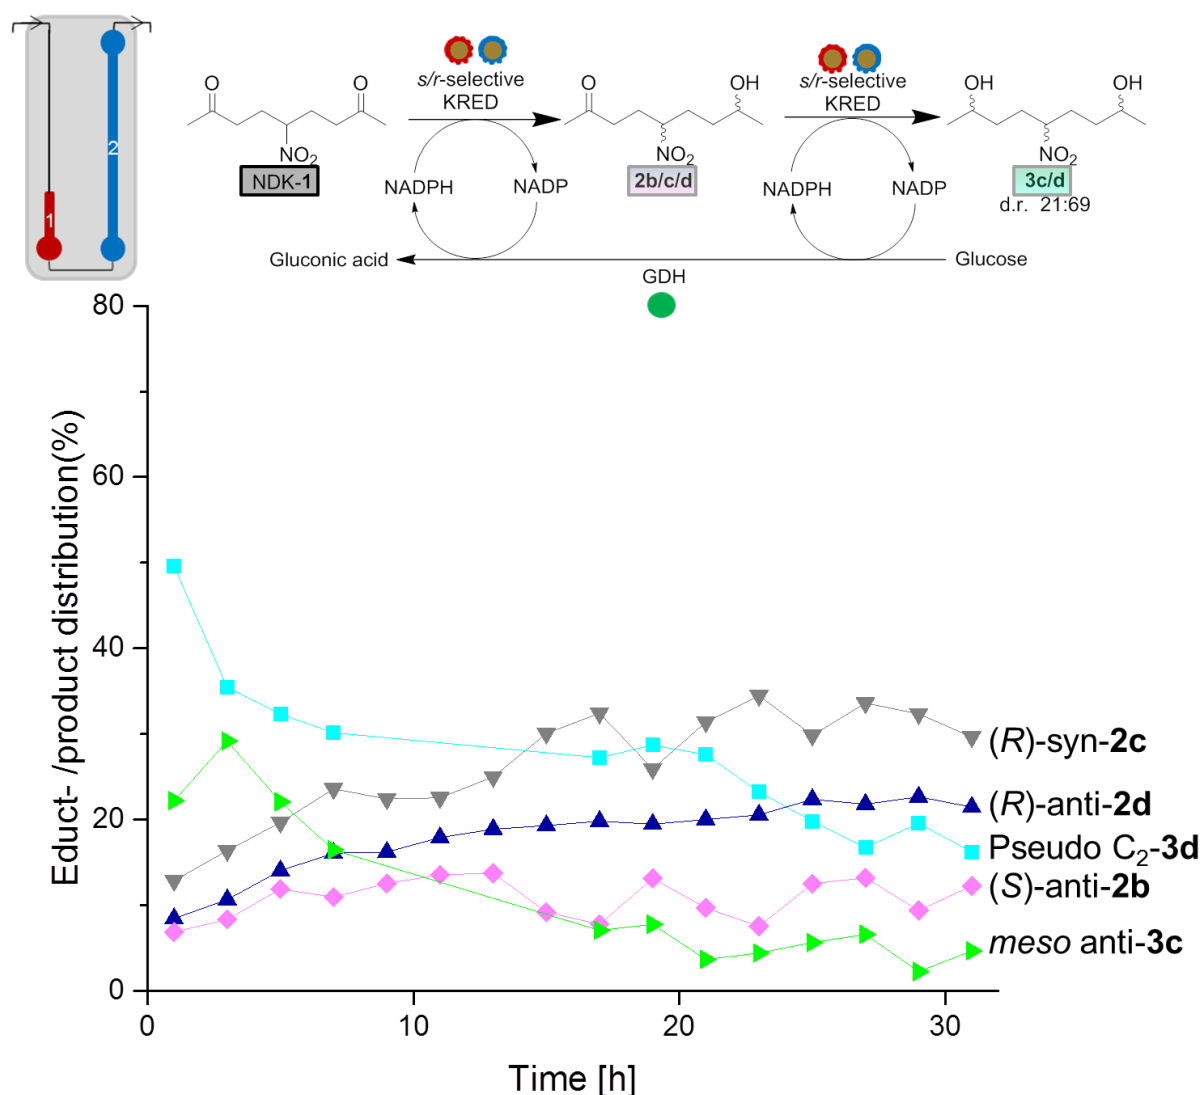 1
2
O
O
NO2
NDK-1
s/r-selective
KRED
NADPH
NADP
O
OH
NO2
2b/c/d
s/r-selective
KRED
NADPH
NADP
OH
OH
NO2
3c/d
d.r. 21:69
Gluconic acid
Glucose
GDH
Educt- /product distribution(%)
80
60
40
20
0
0
10
20
30
Time [h]
(R)-syn-2c
(R)-anti-2d
Pseudo C2-3d
(S)-anti-2b
meso anti-3c